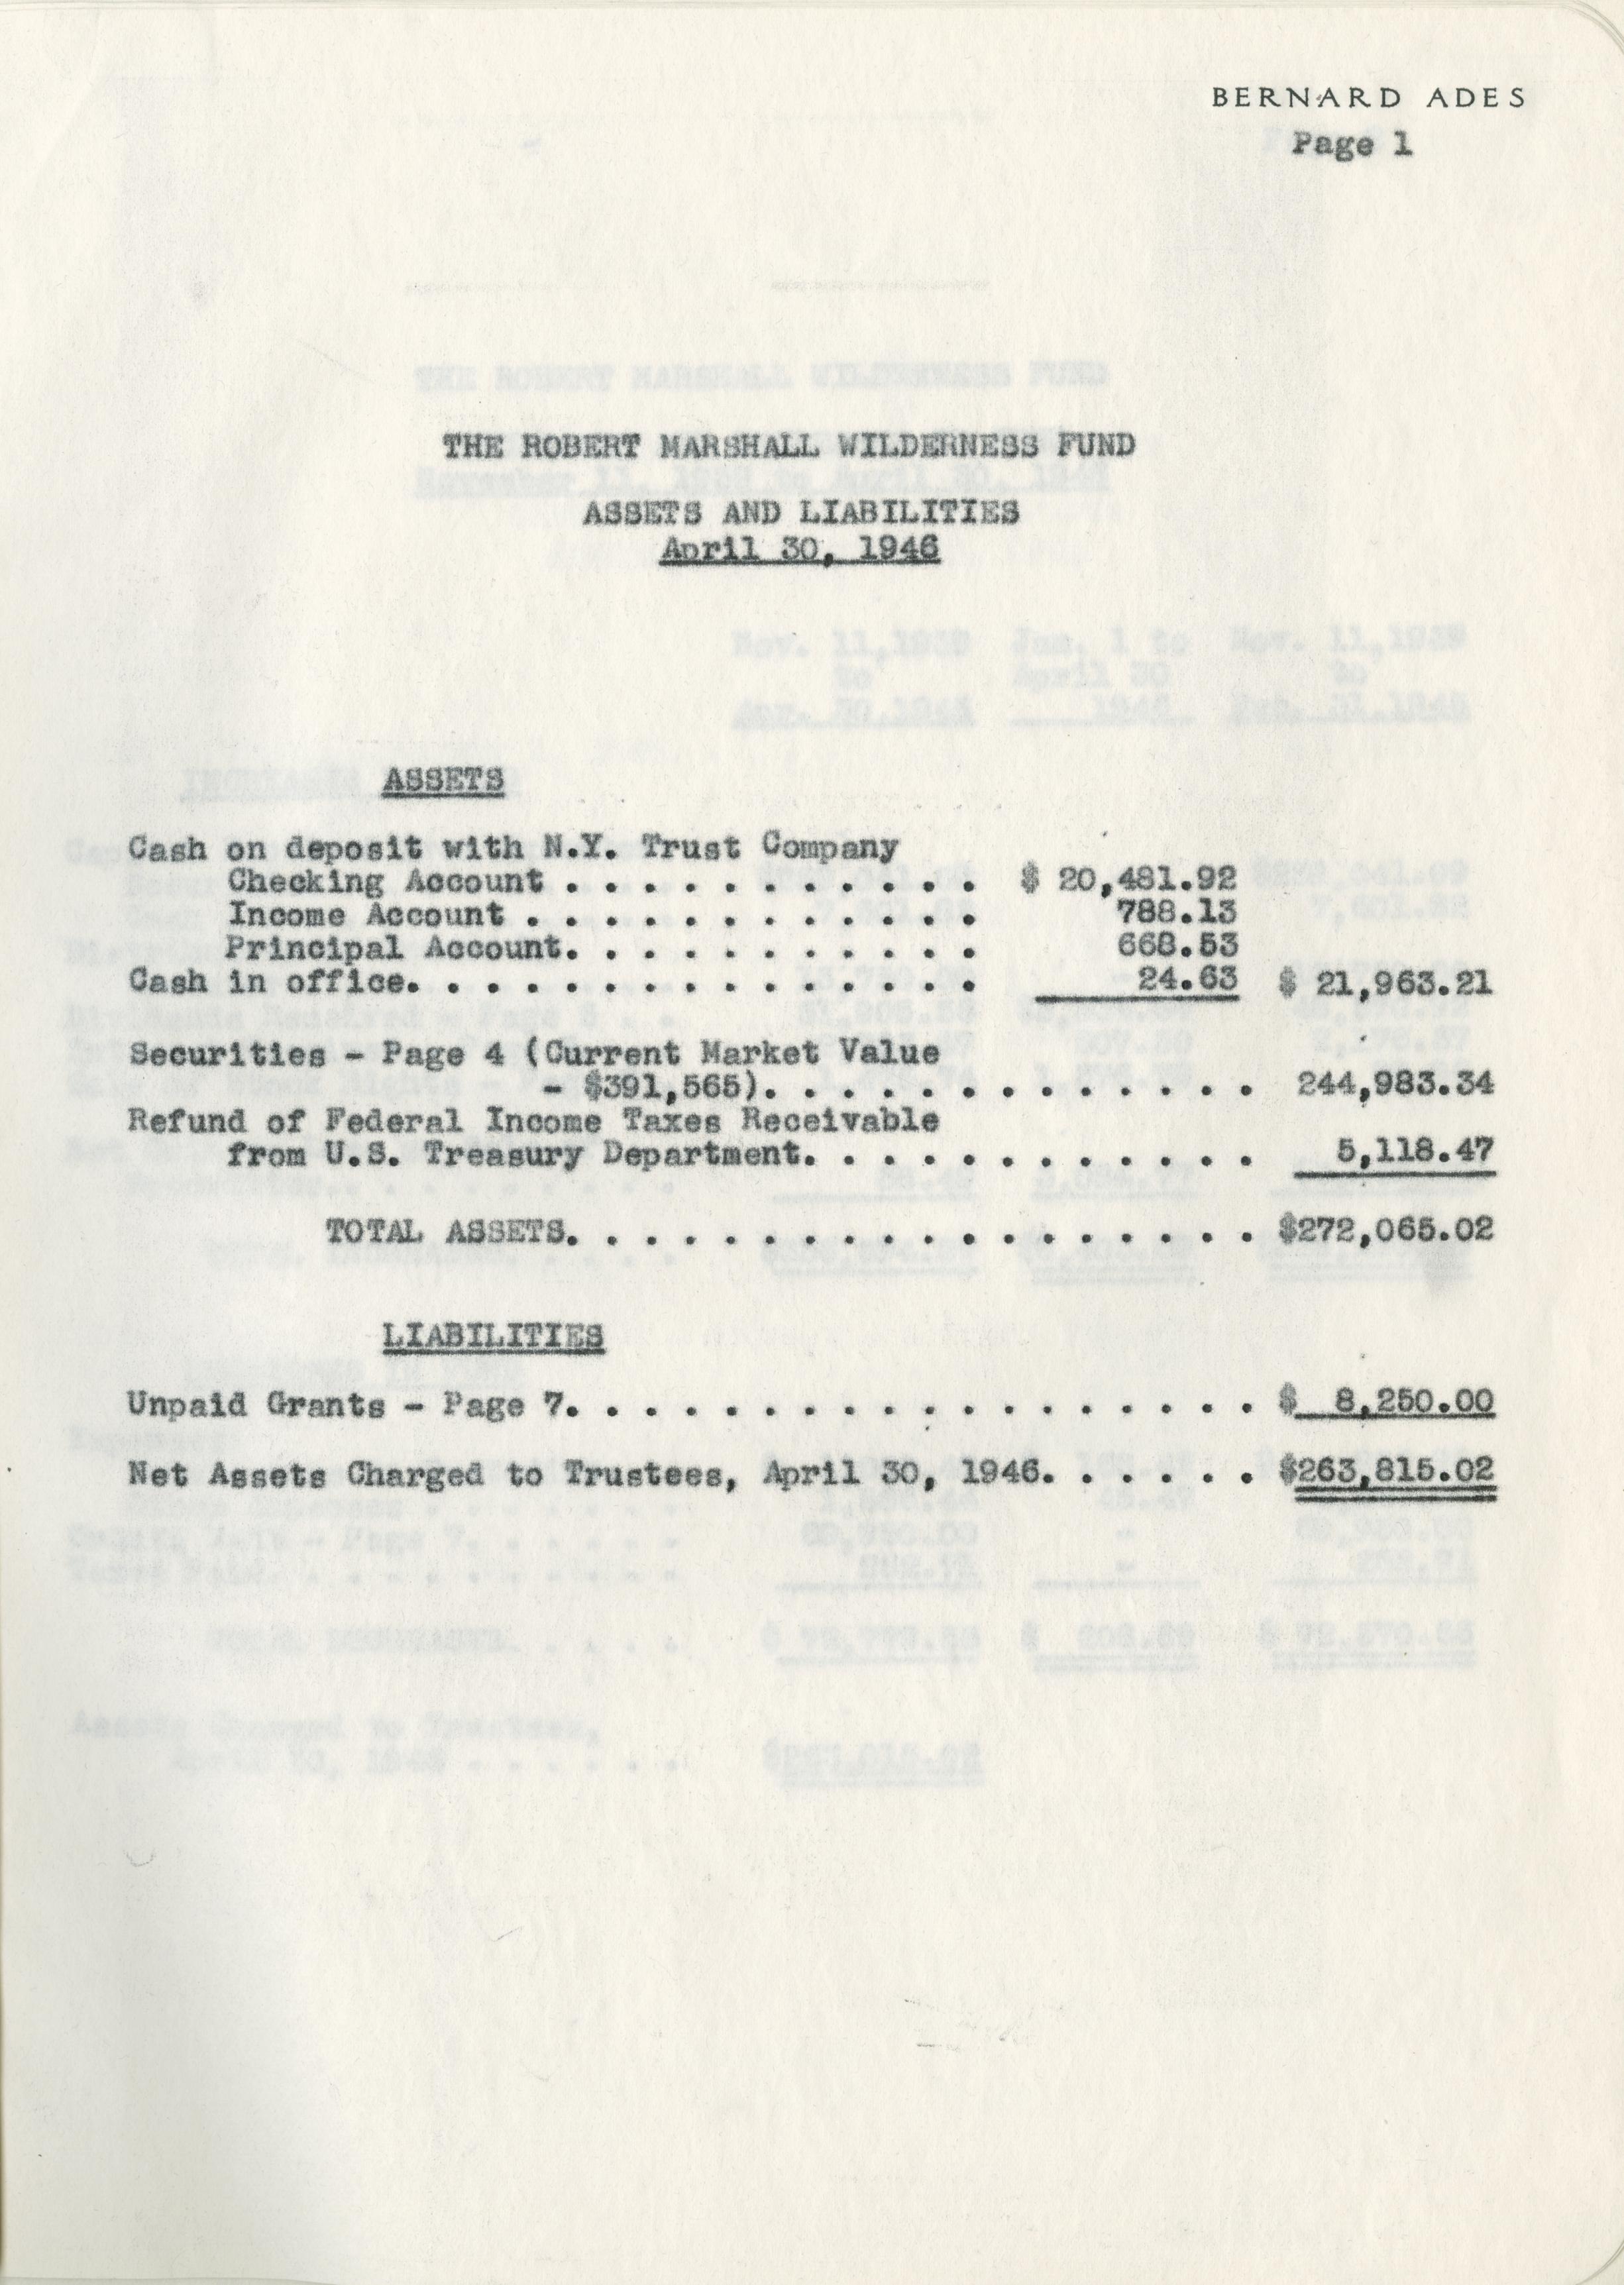 BERNARD ADES
Page 1
THE ROBERT MARSHALL WILDERNESS FUND
ASSETS AND LIABILITIES
April 30, 1946
ASSETS
Cash on deposit with N.Y. Trust Company
Checking Account . . . . . . . . . . . $ 20,481.92
Income Account . . . . . . . . . . . . 788.13
Principal Account. . . . . . . . . . . 668.53
Cash in office. . . . . . . . . . . . . . . 24.63 $ 21,963.21
Securities - Page 4 (Current Market Value
- $391,565). . . . . . . . . . . . . 244,983.34
Refund of Federal Income Taxes Receivable
from U.S. Treasury Department. . . . . . . . . . . . 5,118.47
TOTAL ASSETS. . . . . . . . . . . . . . . . . . $272,065.02
LIABILITIES
Unpaid Grants - Page 7. . . . . . . . . . . . . . . . . . $ 8,250.00
Net Assets Charged to Trustees, April 30, 1946. . . . . . $263,815.02